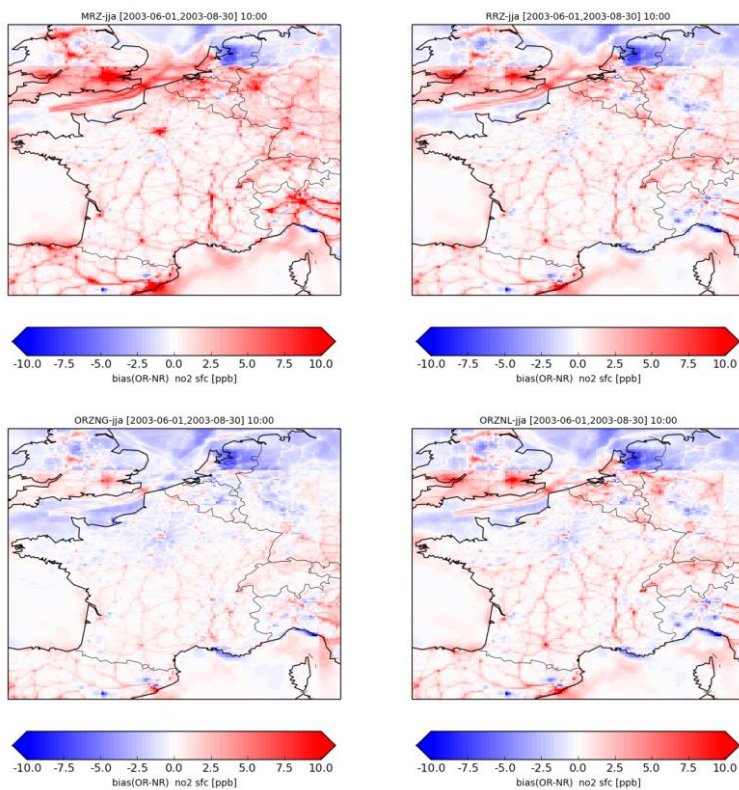 MRZ-jja [2003-06-01,2003-08-30] 10:00
RRZ-jja [2003-06-01,2003-08-30] 10:00
-10.0 -7.5 -5.0 -2.5 0.0 2.5 5.0 7.5 10.0
bias(OR-NR) no2 sfc [ppb]
-10.0 -7.5 -5.0 -2.5 0.0 2.5 5.0 7.5 10.0
bias(OR-NR) no2 sfc [ppb]
ORZNG-jja [2003-06-01,2003-08-30] 10:00
ORZNL-jja [2003-06-01,2003-08-30] 10:00
-10.0 -7.5 -5.0 -2.5 0.0 2.5 5.0 7.5 10.0
bias(OR-NR) no2 sfc [ppb]
-10.0 -7.5 -5.0 -2.5 0.0 2.5 5.0 7.5 10.0
bias(OR-NR) no2 sfc [ppb]